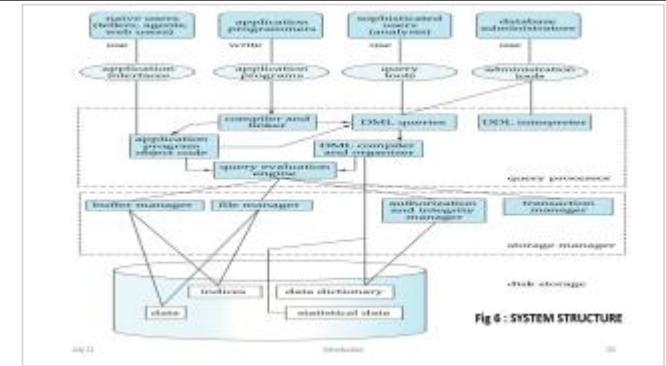 naive users
(tellers, agents,
web users)
application
programmers
sophisticated
users
(analysts)
database
administrators
use
write
use
use
application
interfaces
application
programs
query
tools
administration
tools
compiler and
linker
DML queries
DDL interpreter
application
program
object code
DML compiler
and organizer
query evaluation
engine
query processor
buffer manager
file manager
authorization
and integrity
manager
transaction
manager
storage manager
disk storage
indices
data dictionary
data
statistical data
Fig 6 : SYSTEM STRUCTURE
Introduction